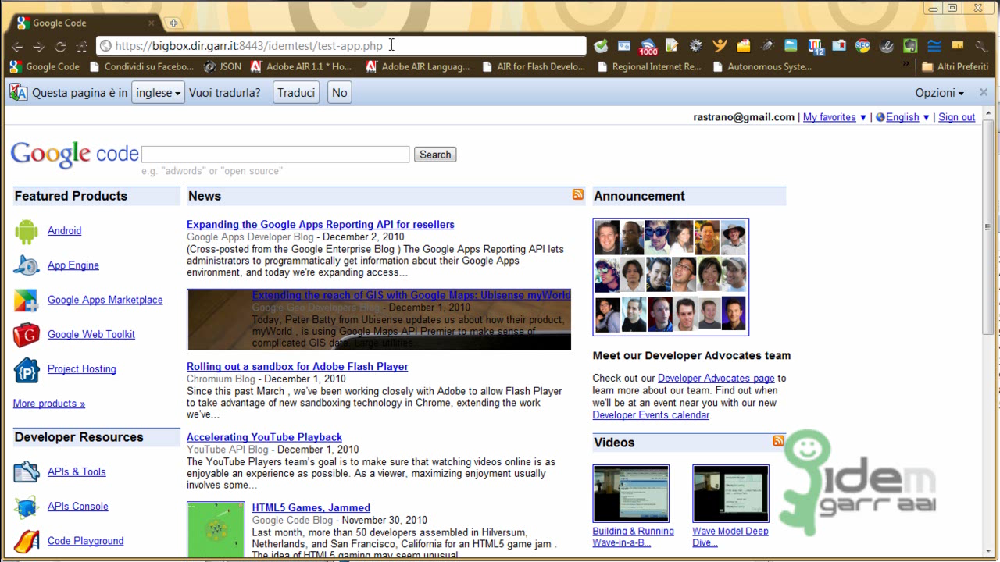 Google Code
https://bigbox.dir.garr.it:8443/idemtest/test-app.php
1000
12
SEO
Google Code
Condividi su Facebo...
JSON
Adobe AIR 1.1 * Ho...
Adobe AIR Languag...
AIR for Flash Develo...
Regional Internet Re...
Autonomous Syste...
»
Altri Preferiti
Questa pagina è in
inglese
Vuoi tradurla?
Traduci
No
Opzioni
rastrano@gmail.com | My favorites ▼ | English ▼ | Sign out
Google code
Search
e.g. "adwords" or "open source"
Featured Products
Android
App Engine
Google Apps Marketplace
Google Web Toolkit
Project Hosting
More products »
Developer Resources
APIs & Tools
APIs Console
Code Playground
News
Expanding the Google Apps Reporting API for resellers
Google Apps Developer Blog - December 2, 2010
(Cross-posted from the Google Enterprise Blog ) The Google Apps Reporting API lets
administrators to programmatically get information about their Google Apps
environment, and today we're expanding access...
Extending the reach of GIS with Google Maps: Ubisense myWorld
Google Geo Developers Blog - December 1, 2010
Today, Peter Batty from Ubisense updates us about how their product,
myWorld , is using Google Maps API Premier to make sense of
complicated GIS data. Large utilities...
Rolling out a sandbox for Adobe Flash Player
Chromium Blog - December 1, 2010
Since this past March , we've been working closely with Adobe to allow Flash Player
to take advantage of new sandboxing technology in Chrome, extending the work
we've...
Accelerating YouTube Playback
YouTube API Blog - December 1, 2010
The YouTube Players team's goal is to make sure that watching videos online is as
enjoyable an experience as possible. As a viewer, maximizing enjoyment usually
involves some...
HTML5 Games, Jammed
Google Code Blog - November 30, 2010
Last month, more than 50 developers assembled in Hilversum,
Netherlands, and San Francisco, California for an HTML5 game jam .
The idea of HTML5 gaming may seem unusual
Announcement
Meet our Developer Advocates team
Check out our Developer Advocates page to
learn more about our team. Find out when
we'll be at an event near you with our new
Developer Events calendar.
Videos
Building & Running
Wave-in-a-B...
Wave Model Deep
Dive...
idem
garr aai